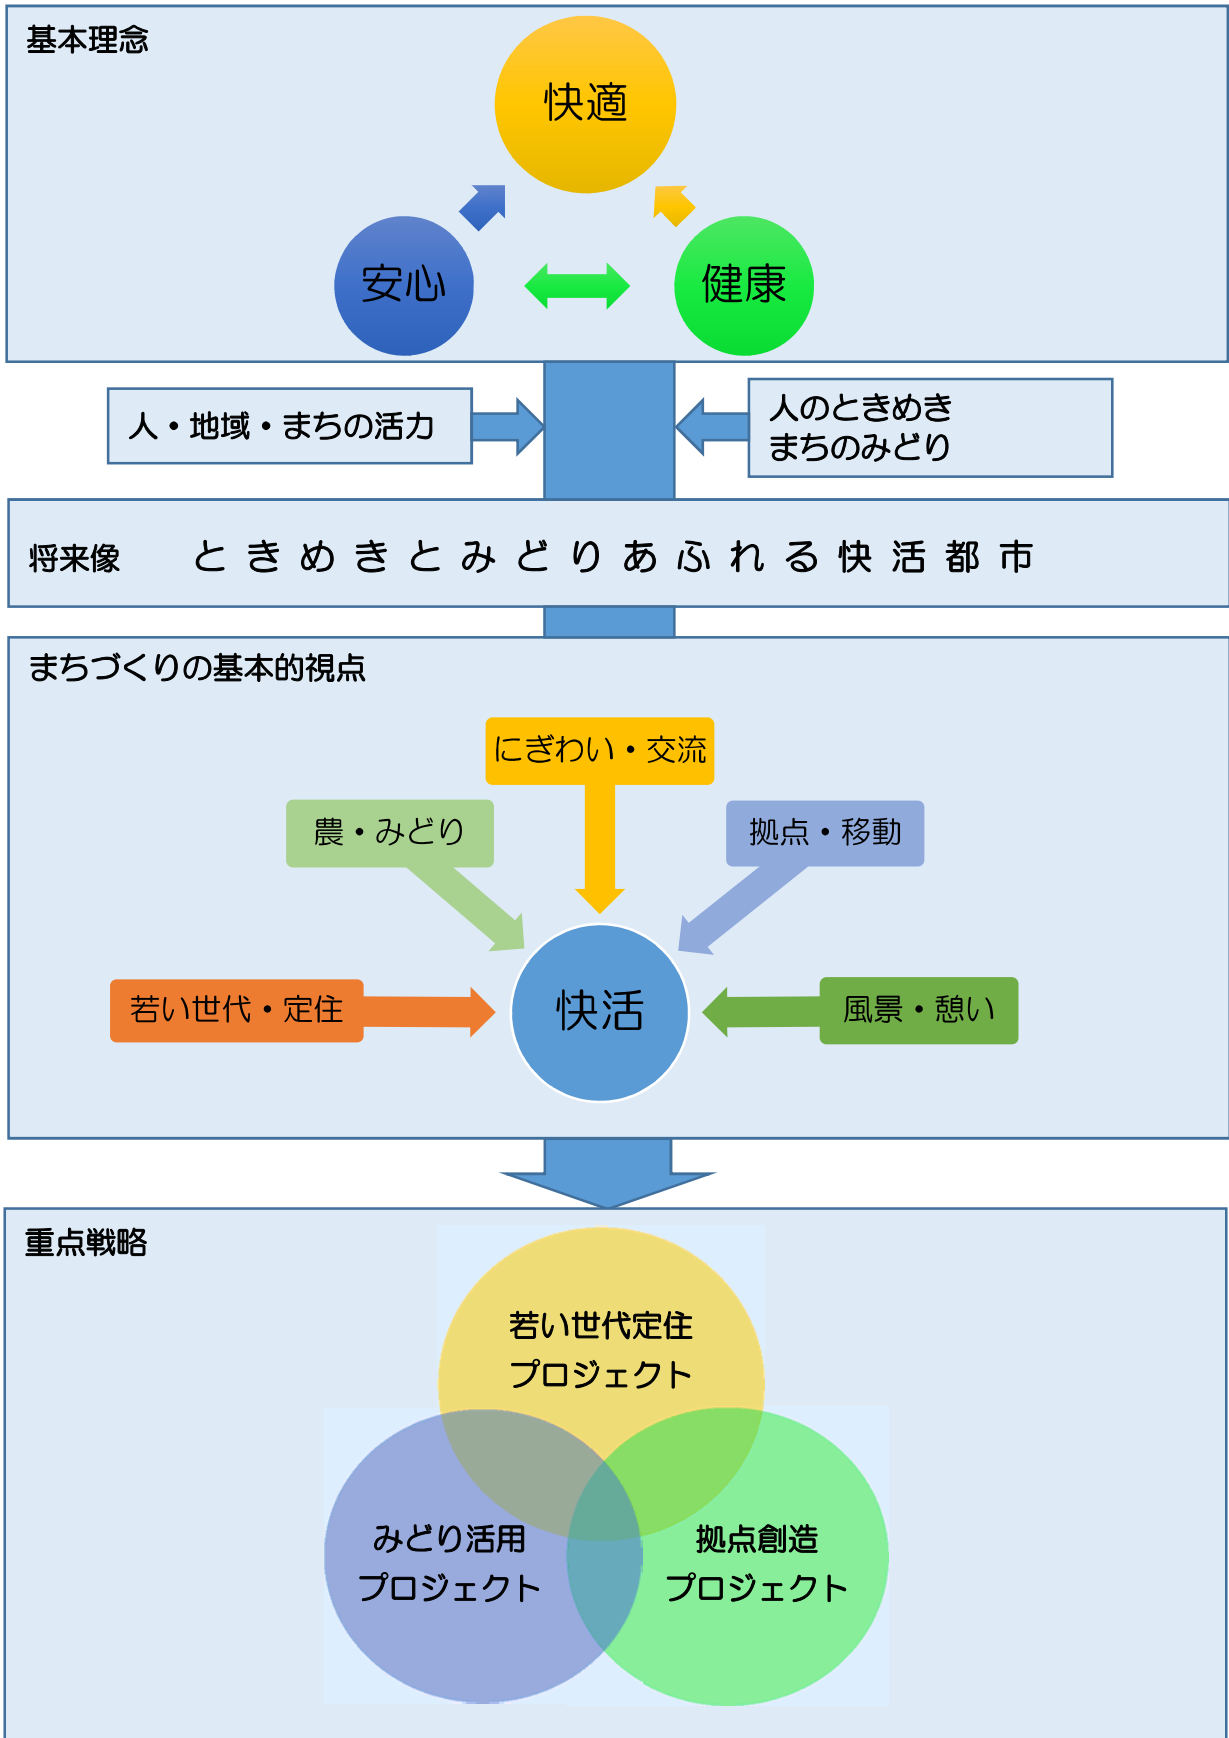 基本理念
快適
安心
健康
人・地域・まちの活力
人のときめき
まちのみどり
将来像 ときめきとみどりあふれる快活都市
まちづくりの基本的視点
にぎわい・交流
農・みどり
拠点・移動
若い世代・定住
快活
風景・憩い
重点戦略
若い世代定住
プロジェクト
みどり活用
プロジェクト
拠点創造
プロジェクト